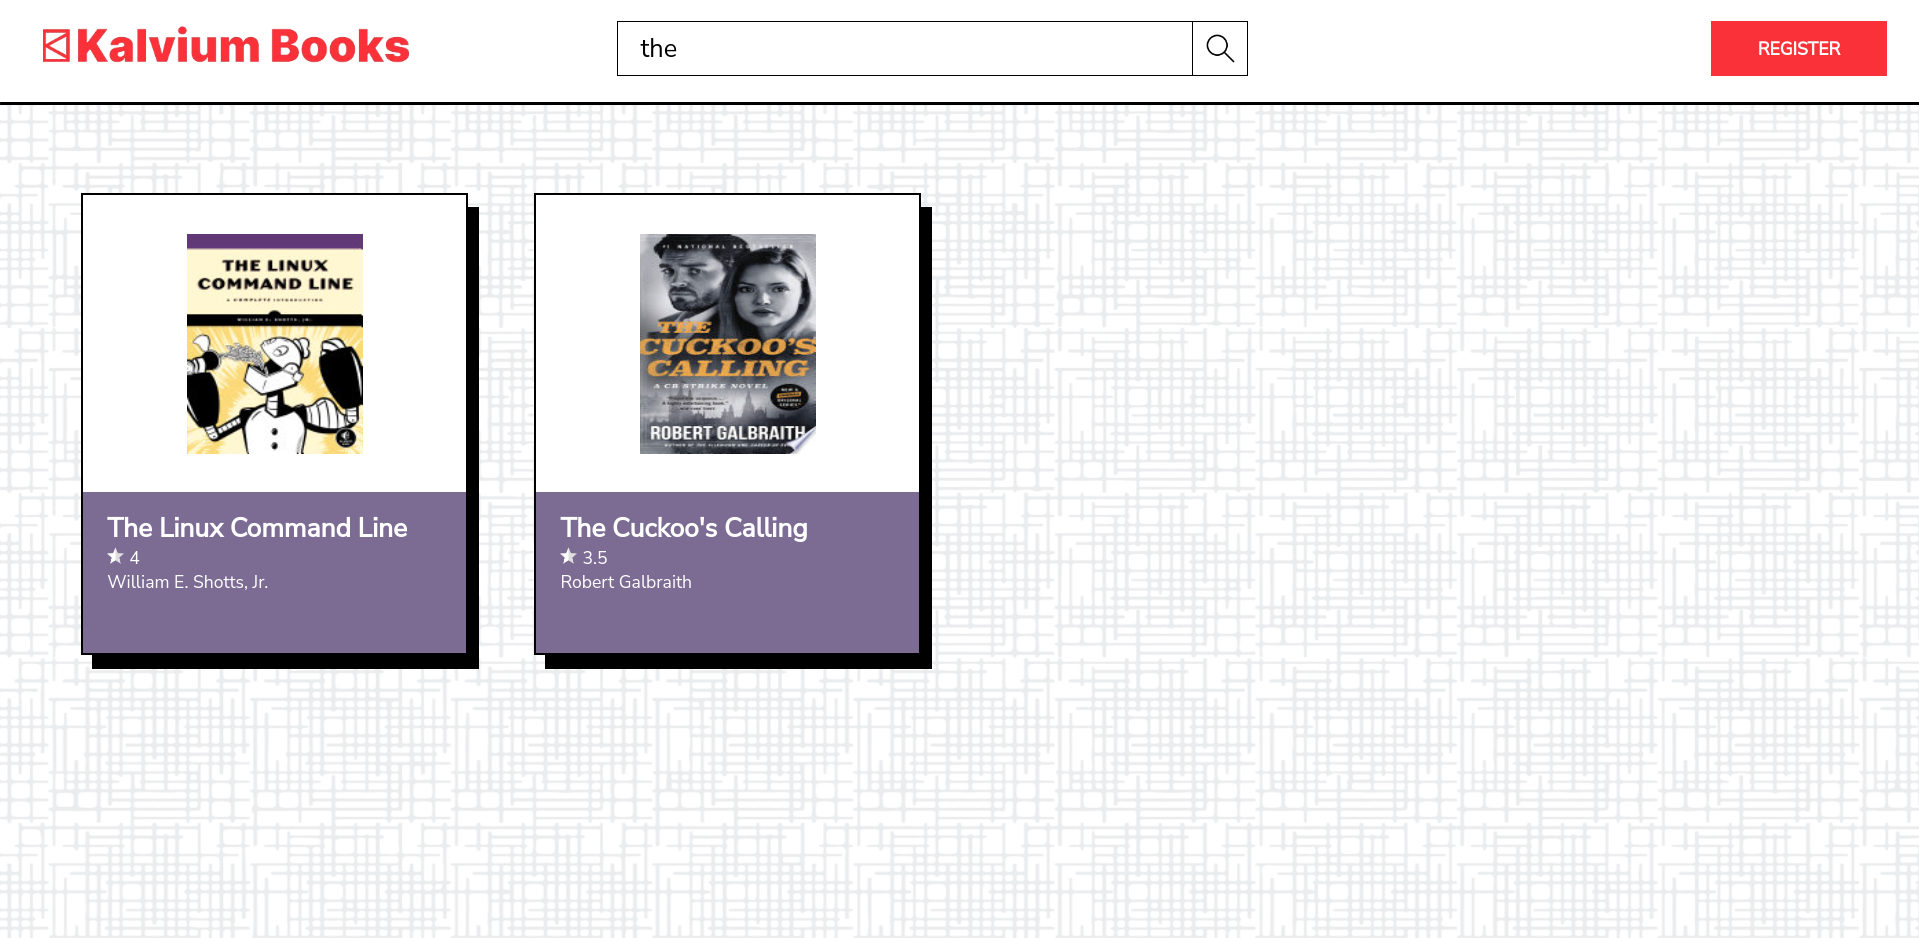 Kalvium Books
the
REGISTER
THE LINUX
COMMAND LINE
A COMPLETE INTRODUCTION
WILLIAM E. SHOTTS, JR.
The Linux Command Line
4
William E. Shotts, Jr.
#1 NATIONAL BESTSELLER
THE
CUCKOO'S
CALLING
A CB STRIKE NOVEL
ROBERT GALBRAITH
The Cuckoo's Calling
3.5
Robert Galbraith